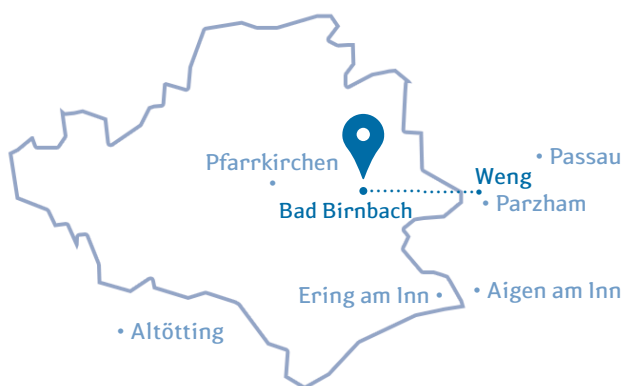 Passau
Pfarrkirchen
Weng
Parzham
Bad Birnbach
Ering am Inn
Aigen am Inn
Altötting